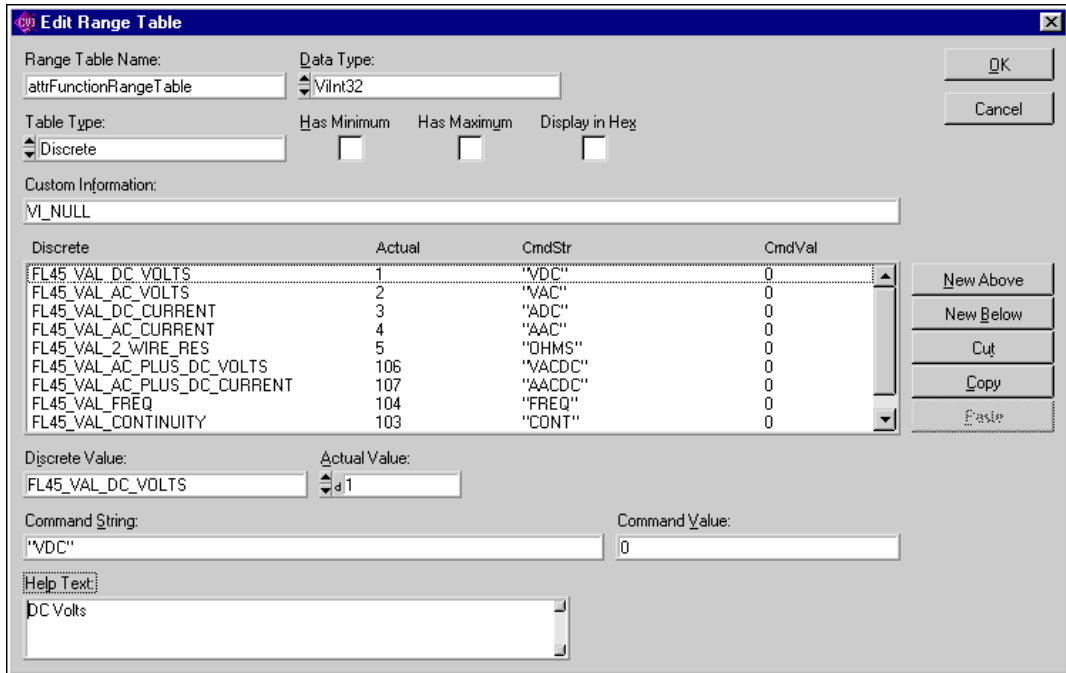 CVI Edit Range Table
Range Table Name: Data Type: OK
attrFunctionRangeTable ViInt32
Cancel
Table Type: Has Minimum Has Maximum Display in Hex
Discrete
Custom Information:
VI_NULL
Discrete Actual CmdStr CmdVal
FL45_VAL_DC_VOLTS 1 "VDC" 0
FL45_VAL_AC_VOLTS 2 "VAC" 0
FL45_VAL_DC_CURRENT 3 "ADC" 0
FL45_VAL_AC_CURRENT 4 "AAC" 0
FL45_VAL_2_WIRE_RES 5 "OHMS" 0
FL45_VAL_AC_PLUS_DC_VOLTS 106 "VACDC" 0
FL45_VAL_AC_PLUS_DC_CURRENT 107 "AACDC" 0
FL45_VAL_FREQ 104 "FREQ" 0
FL45_VAL_CONTINUITY 103 "CONT" 0
New Above
New Below
Cut
Copy
Paste
Discrete Value: Actual Value:
FL45_VAL_DC_VOLTS d 1
Command String: Command Value:
"VDC" 0
Help Text:
DC Volts